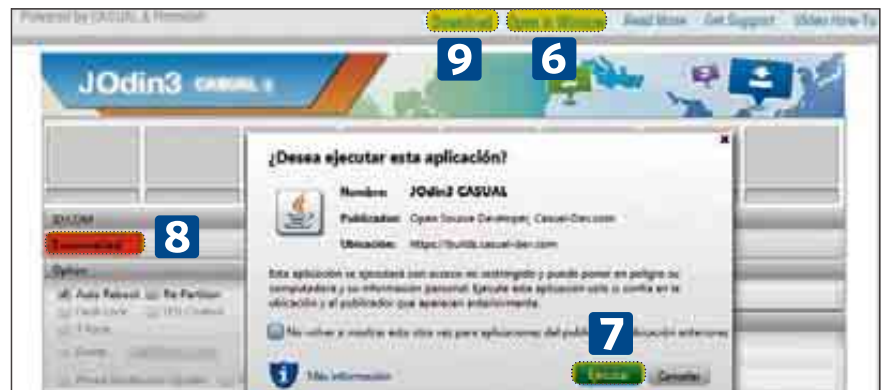 Powered by CASUAL & Heimdall
Download Open in Window Read More Get Support Video How-To
9 6
JOdin3 CASUAL
¿Desea ejecutar esta aplicación?
Nombre: JOdin3 CASUAL
Publicador: Open Source Developer, Casual-Dev.com
Ubicación: https://builds.casual-dev.com
ID:COM
8
Option
Esta aplicación se ejecutará con acceso no restringido y puede poner en peligro su
computadora y su información personal. Ejecute esta aplicación solo si confía en la
ubicación y el publicador que aparecen anteriormente.
Auto Reboot Re-Partition
No volver a mostrar esto otra vez para aplicaciones del ubicación anteriores
7
Más información Ejecutar Cancelar